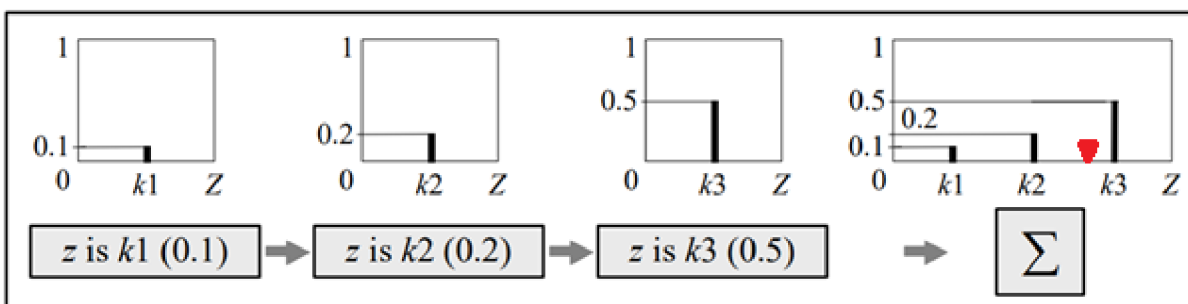 1
0.1
0
k1
Z
1
0.2
0
k2
Z
1
0.5
0
k3
Z
1
0.5
0.2
0.1
0
k1
k2
k3
Z
z is k1 (0.1)
z is k2 (0.2)
z is k3 (0.5)
Σ